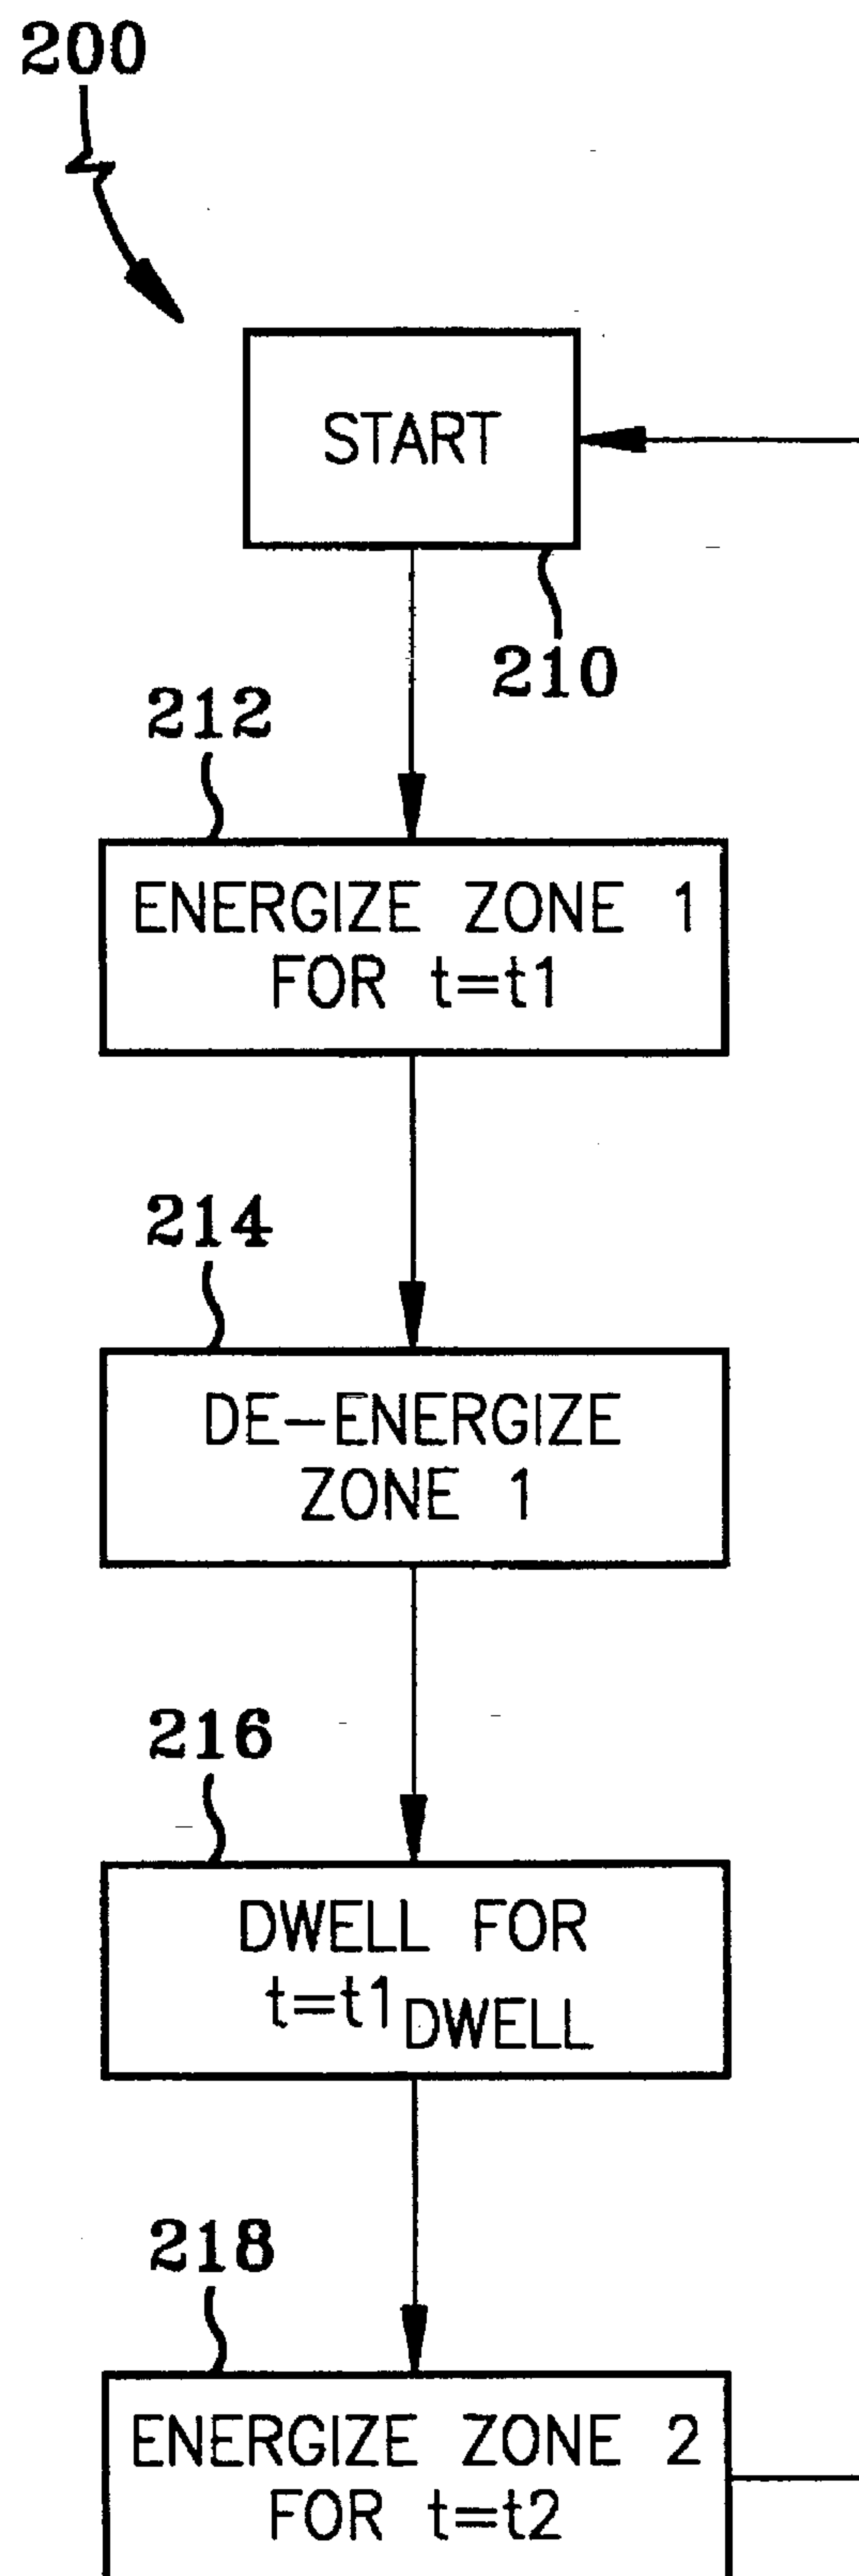 200
START
210
212
ENERGIZE ZONE 1
FOR t=t1
214
DE-ENERGIZE
ZONE 1
216
DWELL FOR
t=t1DWELL
218
ENERGIZE ZONE 2
FOR t=t2